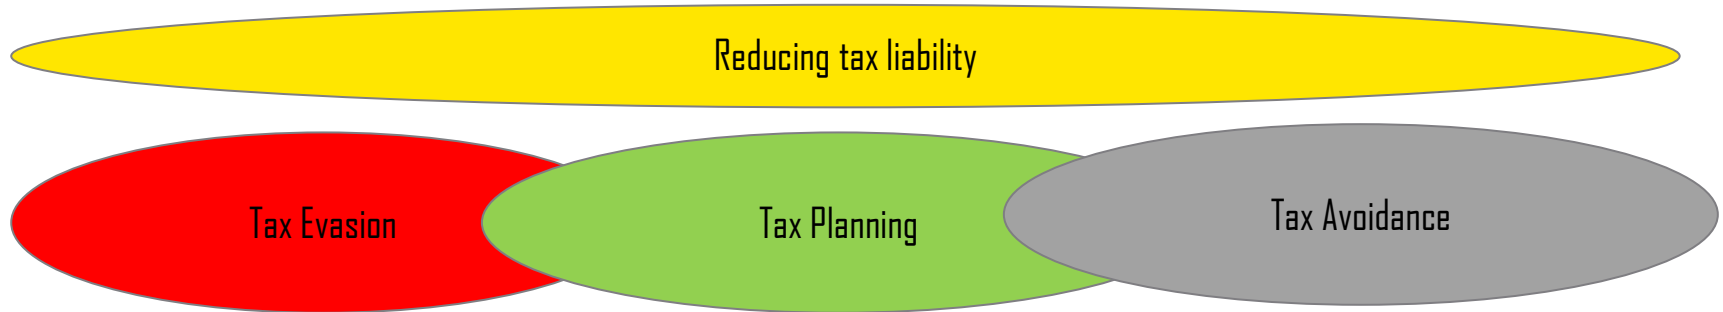 Reducing tax liability
Tax Evasion
Tax Planning
Tax Avoidance